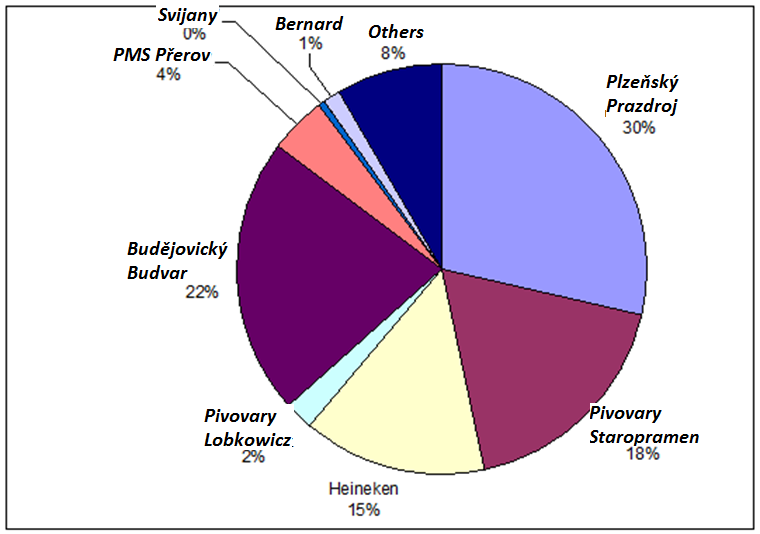 Svijany
0%
Bernard
1%
Others
8%
PMS Přerov
4%
Plzeňský
Prazdroj
30%
Budějovický
Budvar
22%
Pivovary
Lobkowicz
2%
Heineken
15%
Pivovary
Staropramen
18%